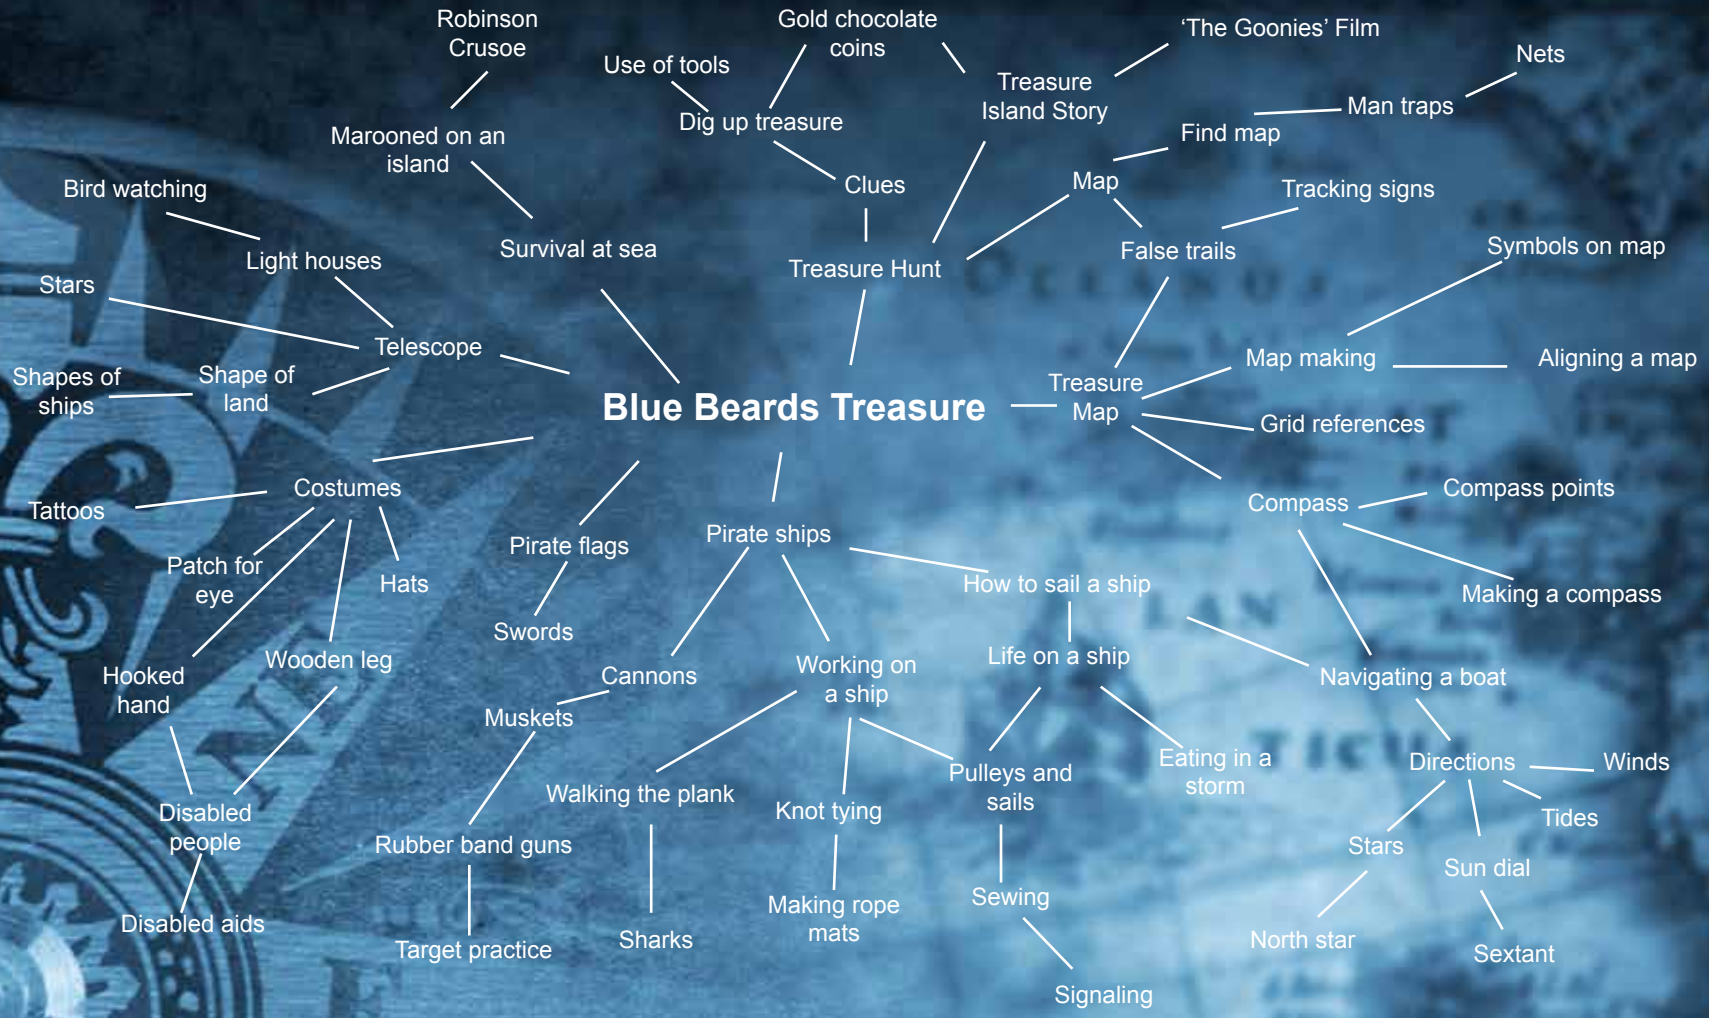 Robinson
Crusoe
Gold chocolate
coins
‘The Goonies’ Film
Nets
Use of tools
Treasure
Island Story
Man traps
Dig up treasure
Find map
Marooned on an
island
Bird watching
Clues
Map
Tracking signs
Survival at sea
Light houses
Treasure Hunt
False trails
Symbols on map
Stars
Telescope
Map making
Aligning a map
Shapes of
ships
Shape of
land
Blue Beards Treasure
Treasure
Map
Grid references
Costumes
Compass
Compass points
Tattoos
Pirate flags
Pirate ships
Patch for
eye
Hats
How to sail a ship
Making a compass
Swords
Hooked
hand
Wooden leg
Cannons
Working on
a ship
Life on a ship
Navigating a boat
Muskets
Walking the plank
Knot tying
Pulleys and
sails
Eating in a
storm
Directions
Winds
Tides
Disabled
people
Rubber band guns
Stars
Sun dial
Disabled aids
Target practice
Sharks
Making rope
mats
Sewing
North star
Sextant
Signaling
OCEANUS
LAN
TICU
NE
E